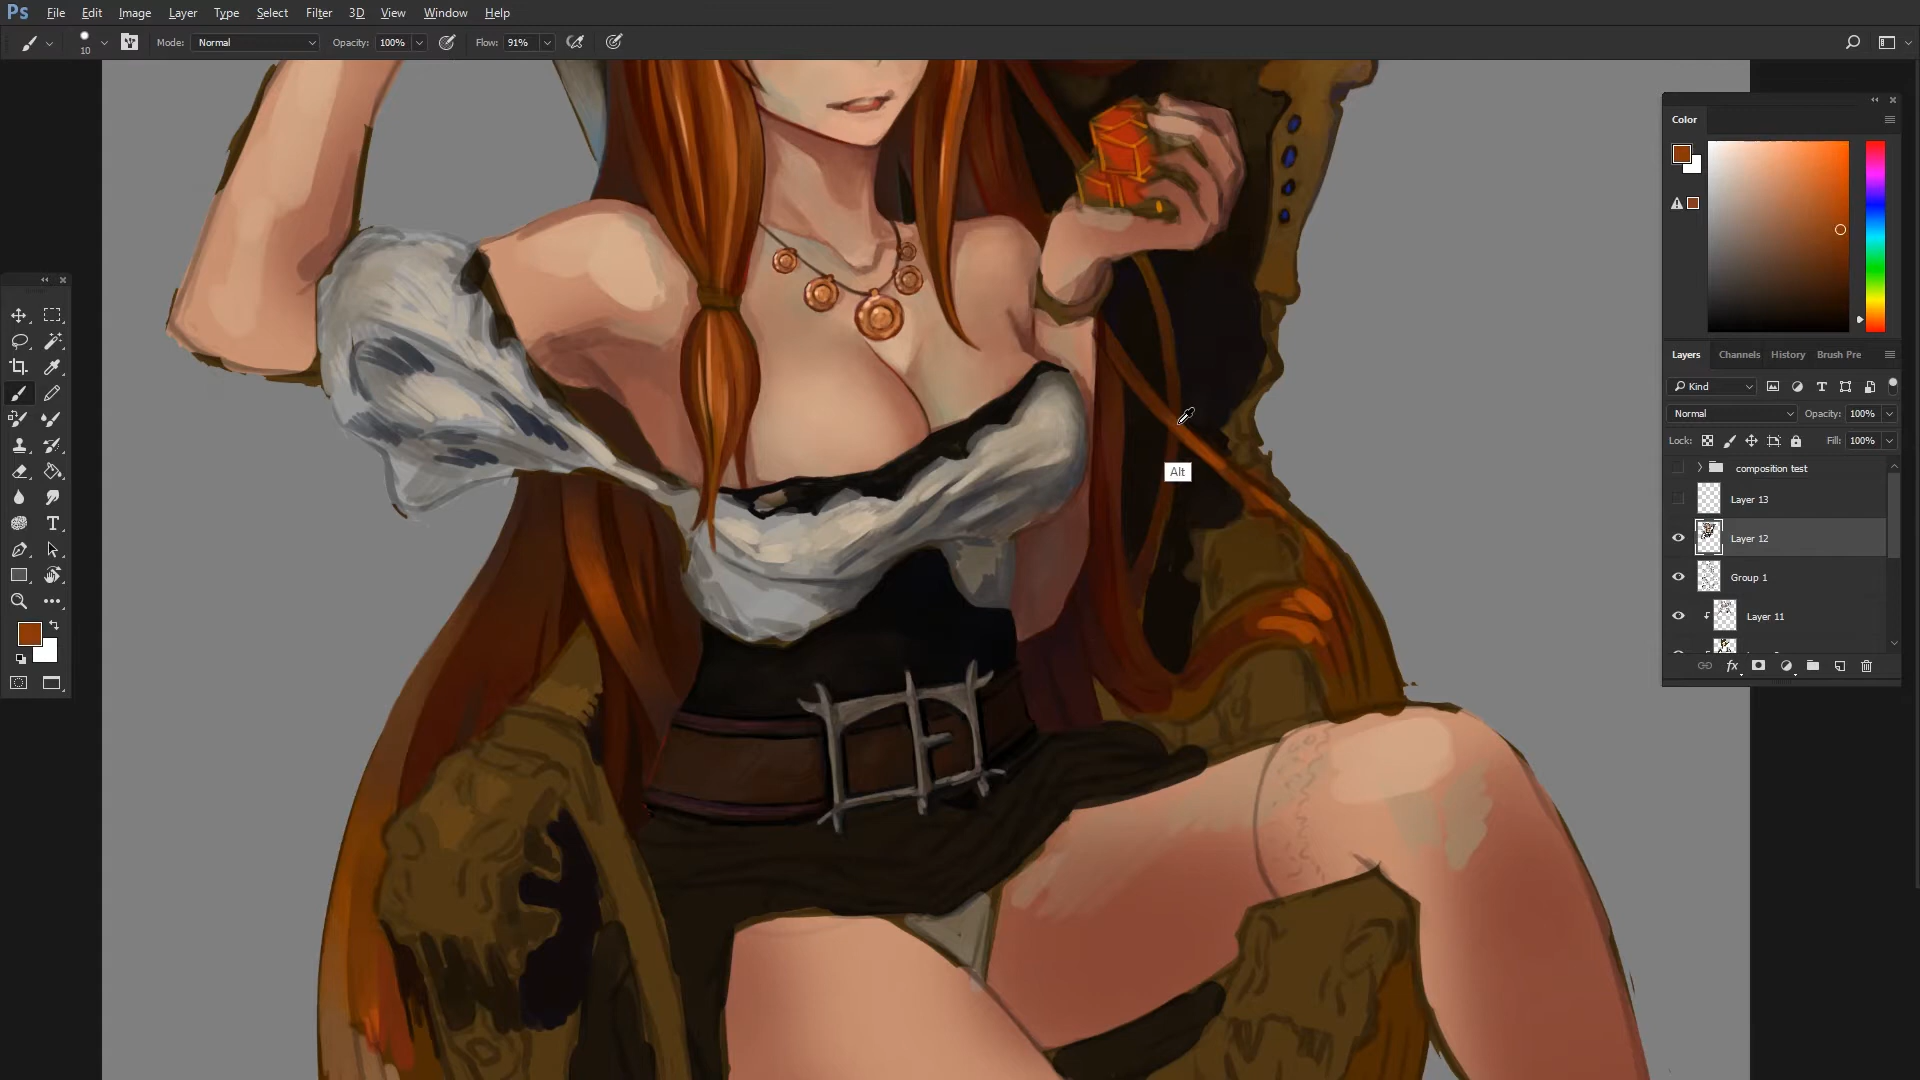 Ps File Edit Image Layer Type Select Filter 3D View Window Help
10 Mode: Normal Opacity: 100% Flow: 91%
Color
Alt
Layers Channels History Brush Pre
Kind
Normal Opacity: 100%
Lock: Fill: 100%
composition test
Layer 13
Layer 12
Group 1
Layer 11
fx